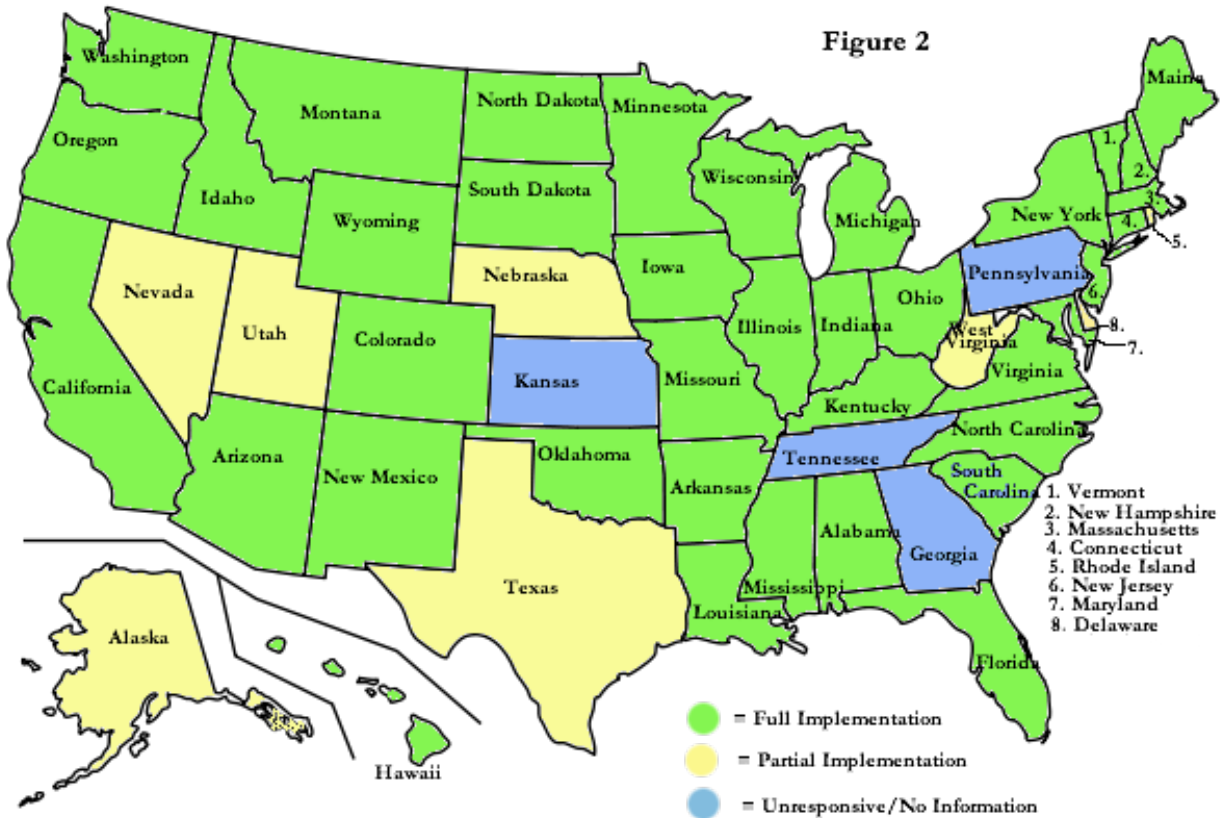 Figure 2
Washington
Montana
North Dakota
Minnesota
Maine
Oregon
Idaho
South Dakota
Wisconsin
Wyoming
Michigan
New York
1.
2.
3.
4.
5.
Nevada
Utah
Nebraska
Iowa
Pennsylvania
Colorado
Illinois
Indiana
Ohio
6.
West
Virginia
8.
7.
California
Kansas
Missouri
Virginia
Kentucky
Arizona
New Mexico
Oklahoma
Tennessee
North Carolina
Arkansas
South
Carolina
Texas
Alabama
Georgia
Mississippi
Louisiana
Florida
1. Vermont
2. New Hampshire
3. Massachusetts
4. Connecticut
5. Rhode Island
6. New Jersey
7. Maryland
8. Delaware
Alaska
Hawaii
= Full Implementation
= Partial Implementation
= Unresponsive/No Information